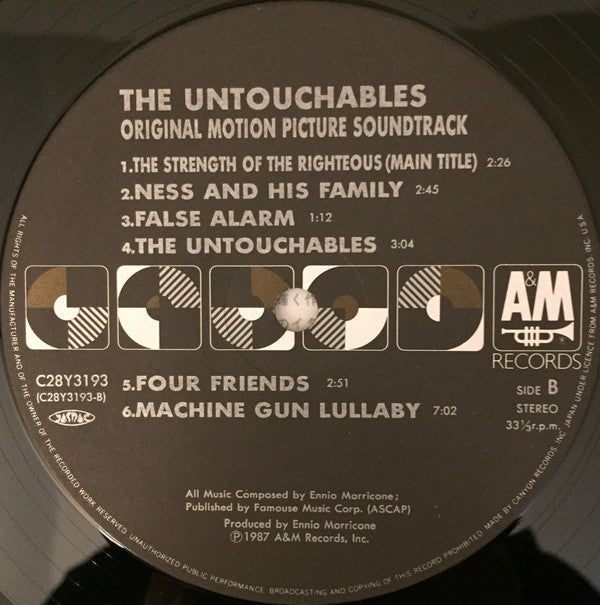 THE UNTOUCHABLES
ORIGINAL MOTION PICTURE SOUNDTRACK
1.THE STRENGTH OF THE RIGHTEOUS (MAIN TITLE) 2:26
2.NESS AND HIS FAMILY 2:45
3.FALSE ALARM 1:12
4.THE UNTOUCHABLES 3:04
A&M
RECORDS
C28Y3193
(C28Y3193-B)
JASRAC
5.FOUR FRIENDS 2:51
6.MACHINE GUN LULLABY 7:02
SIDE B
STEREO
33⅓r.p.m.
All Music Composed by Ennio Morricone;
Published by Famouse Music Corp. (ASCAP)
Produced by Ennio Morricone
Ⓟ1987 A&M Records, Inc.
ALL RIGHTS OF THE MANUFACTURER AND OF THE OWNER OF THE RECORDED WORK RESERVED. UNAUTHORIZED PUBLIC PERFORMANCE. BROADCASTING AND COPYING OF THIS RECORD PROHIBITED. MADE BY CANYON RECORDS INC. JAPAN UNDER LICENCE FROM A&M RECORDS, INC. U.S.A